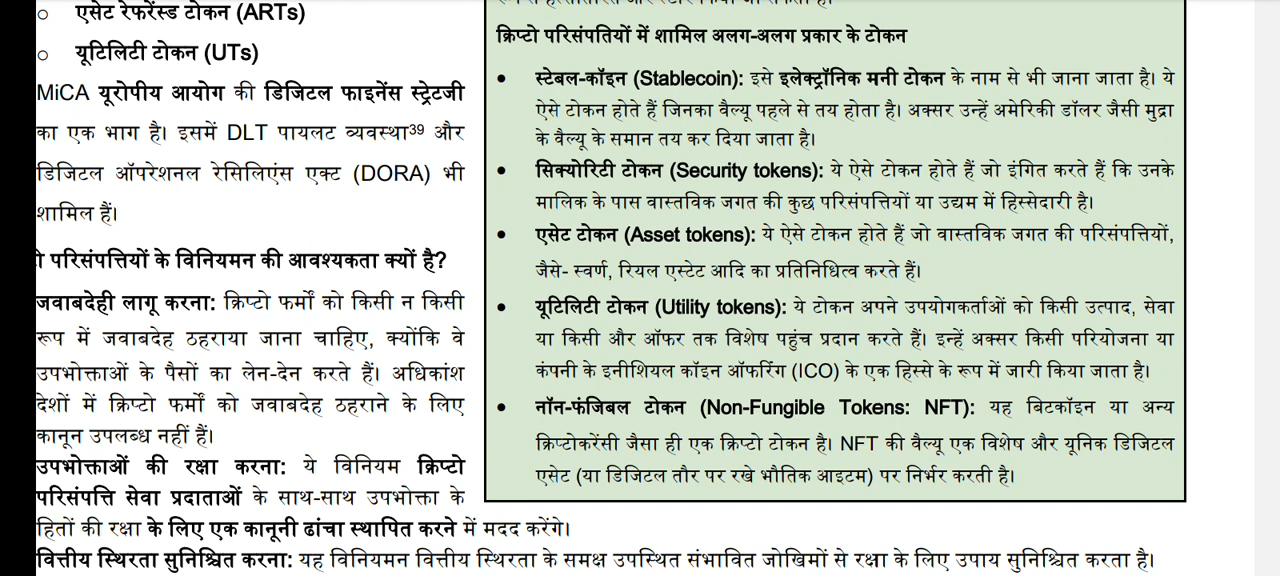 ○ एसेट रेफरेंस्ड टोकन (ARTs)
○ यूटिलिटी टोकन (UTs)
MiCA यूरोपीय आयोग की डिजिटल फाइनेंस स्ट्रेटजी
का एक भाग है। इसमें DLT पायलट व्यवस्था³⁹ और
डिजिटल ऑपरेशनल रेसिलिएंस एक्ट (DORA) भी
शामिल हैं।
परिसंपत्तियों के विनियमन की आवश्यकता क्यों है?
जवाबदेही लागू करना: क्रिप्टो फर्मों को किसी न किसी
रूप में जवाबदेह ठहराया जाना चाहिए, क्योंकि वे
उपभोक्ताओं के पैसों का लेन-देन करते हैं। अधिकांश
देशों में क्रिप्टो फर्मों को जवाबदेह ठहराने के लिए
कानून उपलब्ध नहीं हैं।
उपभोक्ताओं की रक्षा करना: ये विनियम क्रिप्टो
परिसंपत्ति सेवा प्रदाताओं के साथ-साथ उपभोक्ता के
हितों की रक्षा के लिए एक कानूनी ढांचा स्थापित करने में मदद करेंगे।
वित्तीय स्थिरता सुनिश्चित करना: यह विनियमन वित्तीय स्थिरता के समक्ष उपस्थित संभावित जोखिमों से रक्षा के लिए उपाय सुनिश्चित करता है।
क्रिप्टो परिसंपतियों में शामिल अलग-अलग प्रकार के टोकन
• स्टेबल-कॉइन (Stablecoin): इसे इलेक्ट्रॉनिक मनी टोकन के नाम से भी जाना जाता है। ये
ऐसे टोकन होते हैं जिनका वैल्यू पहले से तय होता है। अक्सर उन्हें अमेरिकी डॉलर जैसी मुद्रा
के वैल्यू के समान तय कर दिया जाता है।
• सिक्योरिटी टोकन (Security tokens): ये ऐसे टोकन होते हैं जो इंगित करते हैं कि उनके
मालिक के पास वास्तविक जगत की कुछ परिसंपत्तियों या उद्यम में हिस्सेदारी है।
• एसेट टोकन (Asset tokens): ये ऐसे टोकन होते हैं जो वास्तविक जगत की परिसंपत्तियों,
जैसे- स्वर्ण, रियल एस्टेट आदि का प्रतिनिधित्व करते हैं।
• यूटिलिटी टोकन (Utility tokens): ये टोकन अपने उपयोगकर्ताओं को किसी उत्पाद, सेवा
या किसी और ऑफर तक विशेष पहुंच प्रदान करते हैं। इन्हें अक्सर किसी परियोजना या
कंपनी के इनीशियल कॉइन ऑफरिंग (ICO) के एक हिस्से के रूप में जारी किया जाता है।
• नॉन-फंजिबल टोकन (Non-Fungible Tokens: NFT): यह बिटकॉइन या अन्य
क्रिप्टोकरेंसी जैसा ही एक क्रिप्टो टोकन है। NFT की वैल्यू एक विशेष और यूनिक डिजिटल
एसेट (या डिजिटल तौर पर रखे भौतिक आइटम) पर निर्भर करती है।